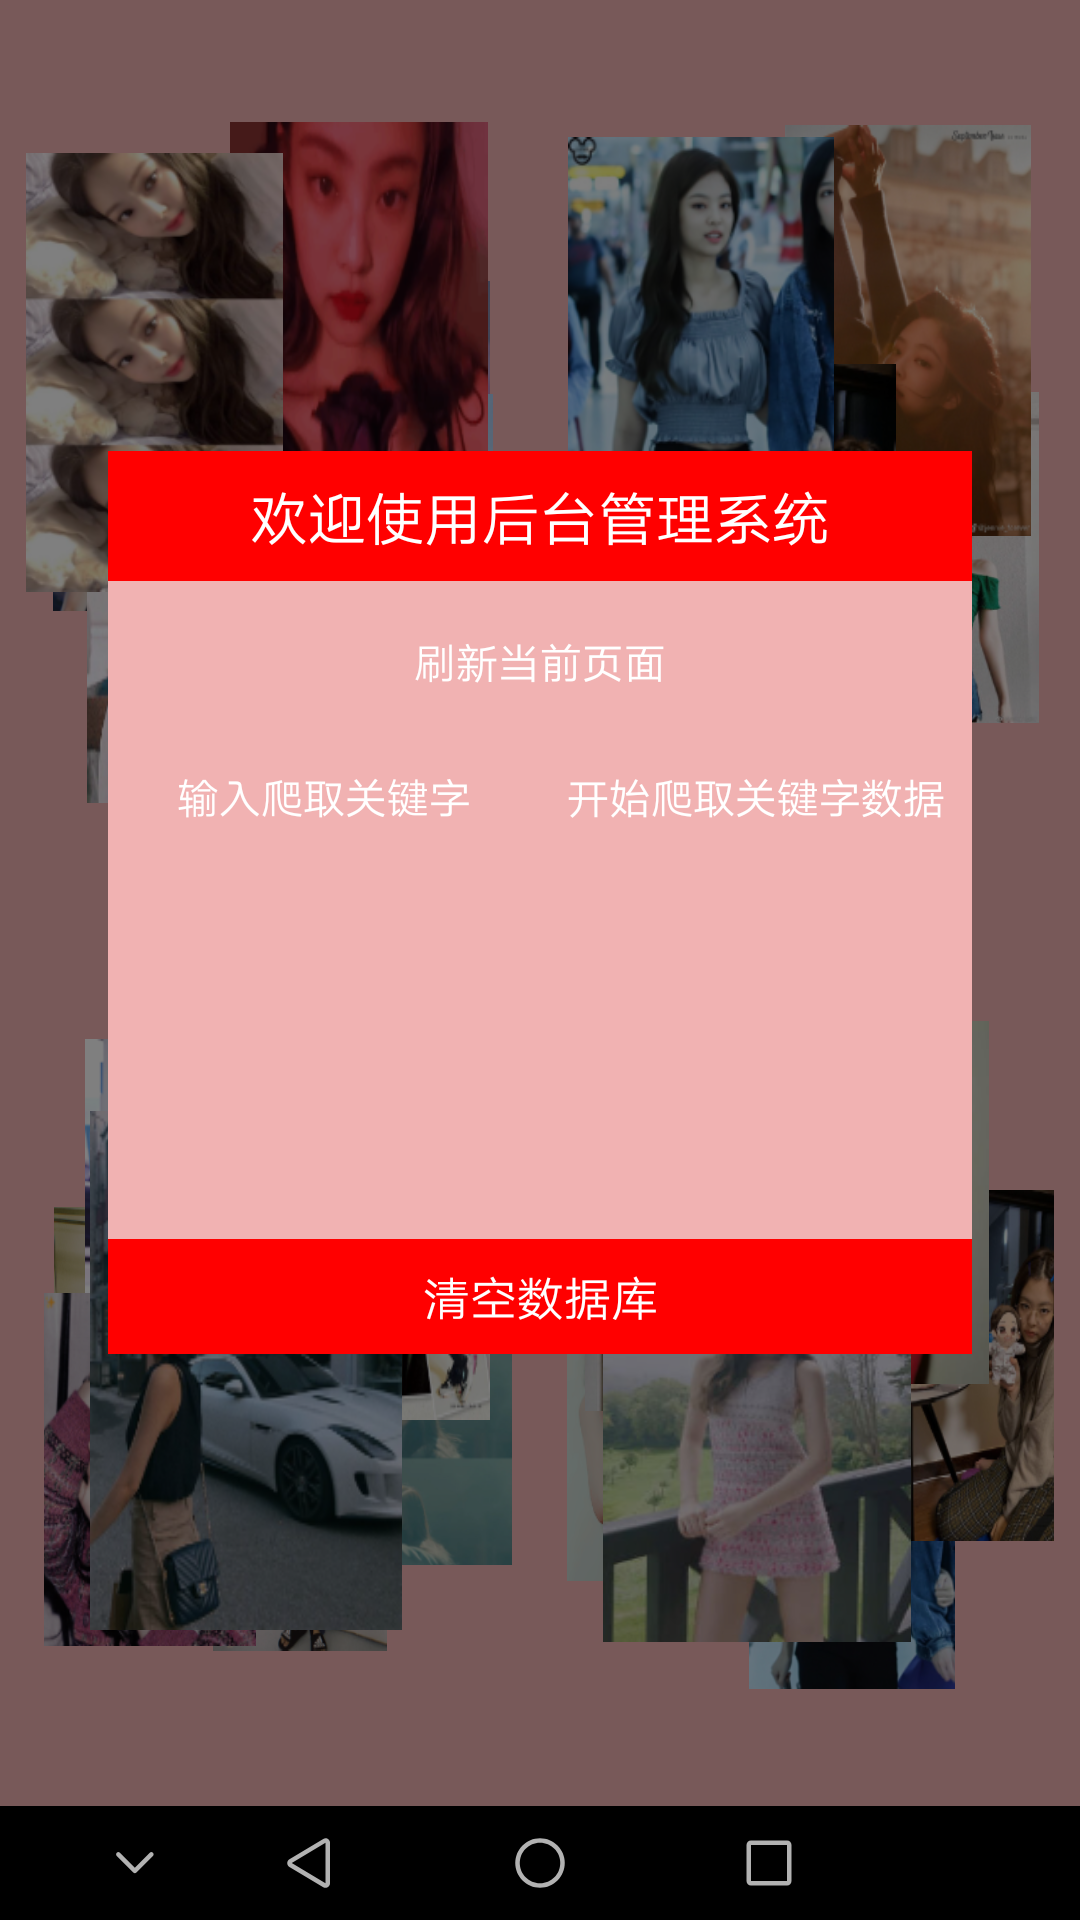 欢迎使用后台管理系统
刷新当前页面
输入爬取关键字
开始爬取关键字数据
清空数据库